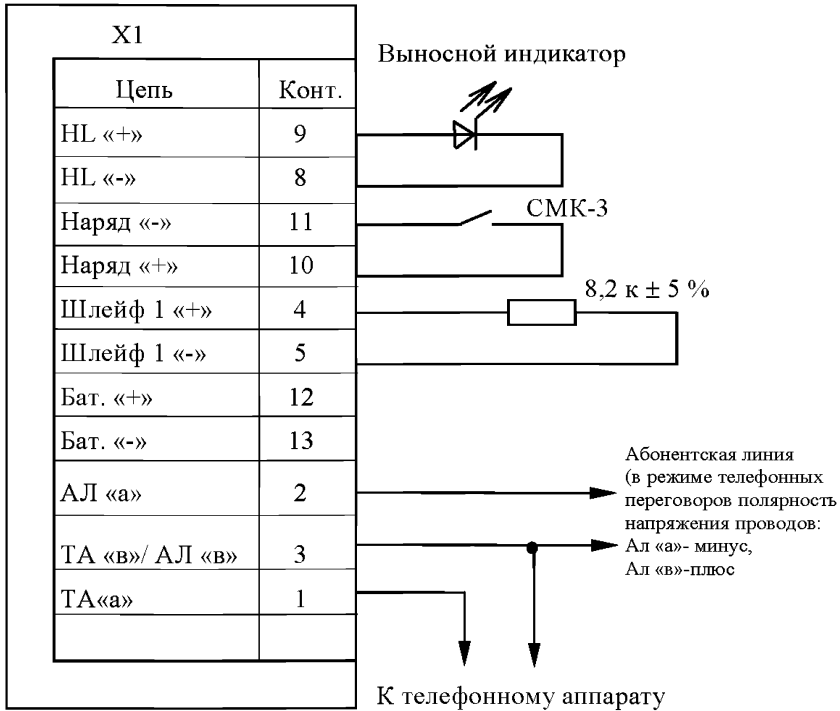 X1
Выносной индикатор
Цепь Конт.
HL «+» 9
HL «-» 8
Наряд «-» 11
СМК-3
Наряд «+» 10
8,2 к ± 5 %
Шлейф 1 «+» 4
Шлейф 1 «-» 5
Бат. «+» 12
Бат. «-» 13
АЛ «а» 2
Абонентская линия
(в режиме телефонных
переговоров полярность
напряжения проводов:
Ал «а»- минус,
Ал «в»-плюс
ТА «в»/ АЛ «в» 3
ТА«а» 1
К телефонному аппарату